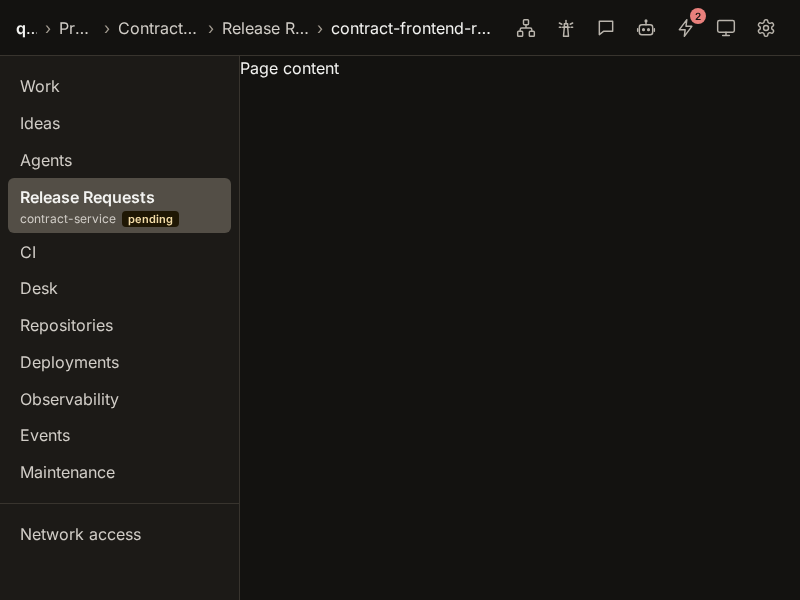 q... › Pr... › Contract... › Release R... › contract-frontend-r...
2
Work
Ideas
Agents
Release Requests
contract-service pending
CI
Desk
Repositories
Deployments
Observability
Events
Maintenance
Network access
Page content